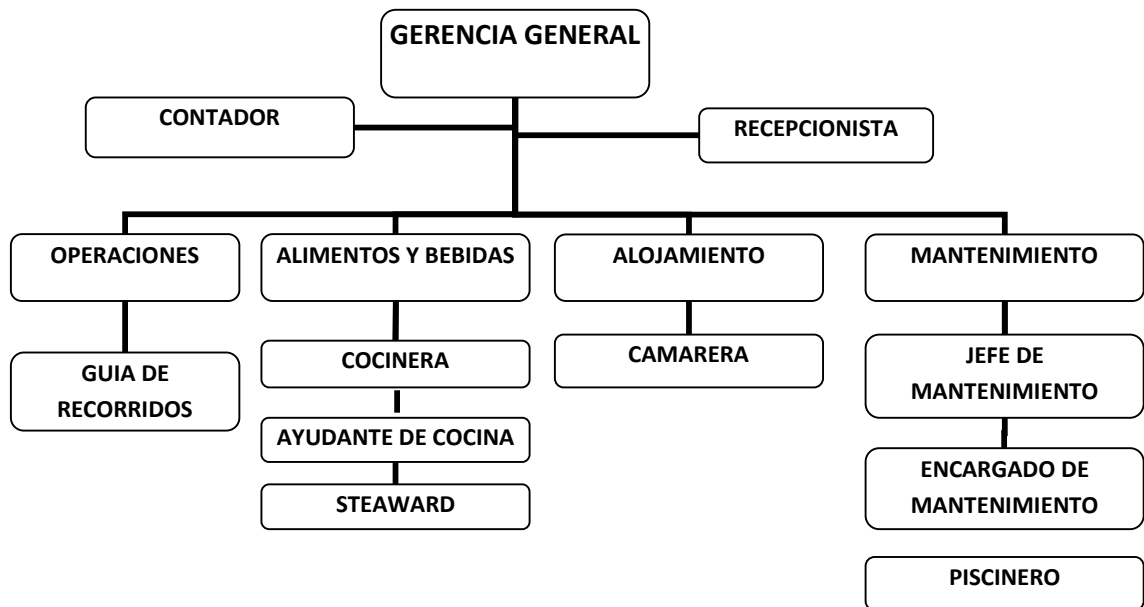 GERENCIA GENERAL
CONTADOR
RECEPCIONISTA
OPERACIONES
ALIMENTOS Y BEBIDAS
ALOJAMIENTO
MANTENIMIENTO
GUIA DE
RECORRIDOS
COCINERA
AYUDANTE DE COCINA
STEAWARD
CAMARERA
JEFE DE
MANTENIMIENTO
ENCARGADO DE
MANTENIMIENTO
PISCINERO